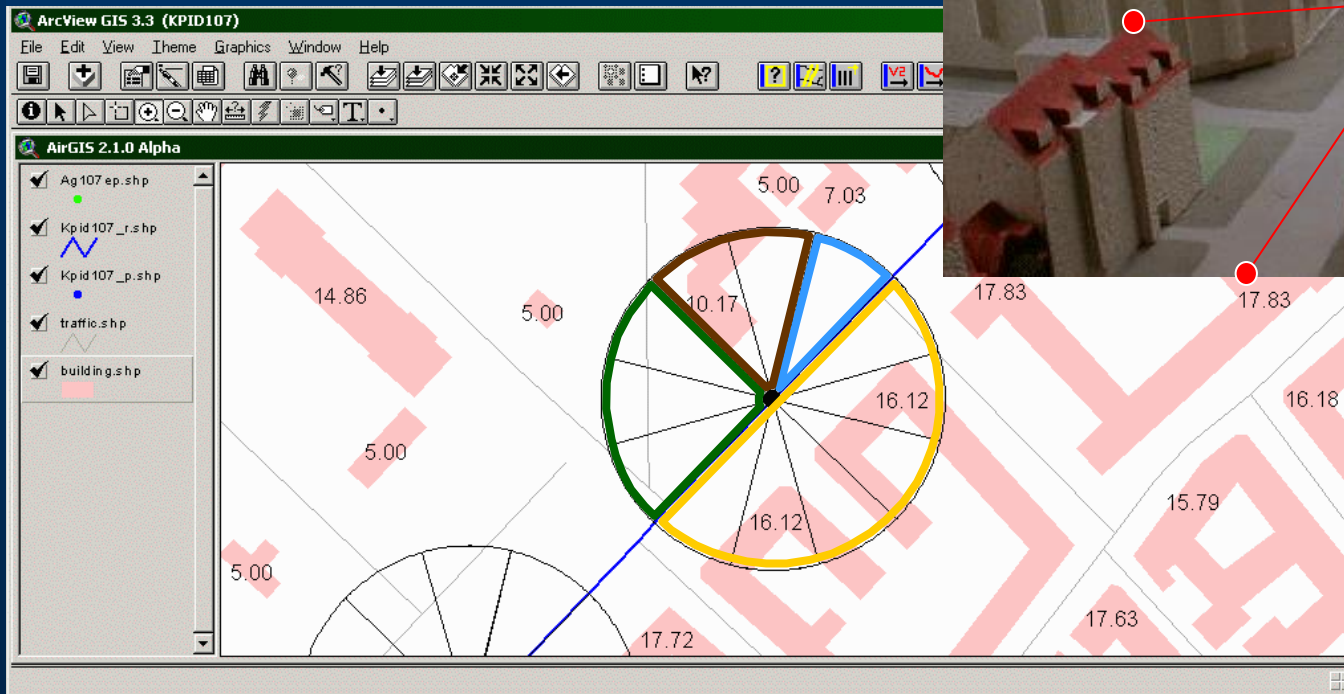 ArcView GIS 3.3 (KPID107)
File Edit View Theme Graphics Window Help
AirGIS 2.1.0 Alpha
Ag107ep.shp
Kpid107_r.shp
Kpid107_p.shp
traffic.shp
building.shp
5.00
7.03
14.86
5.00
10.17
17.83
17.83
16.12
16.18
5.00
15.79
16.12
5.00
17.63
17.72